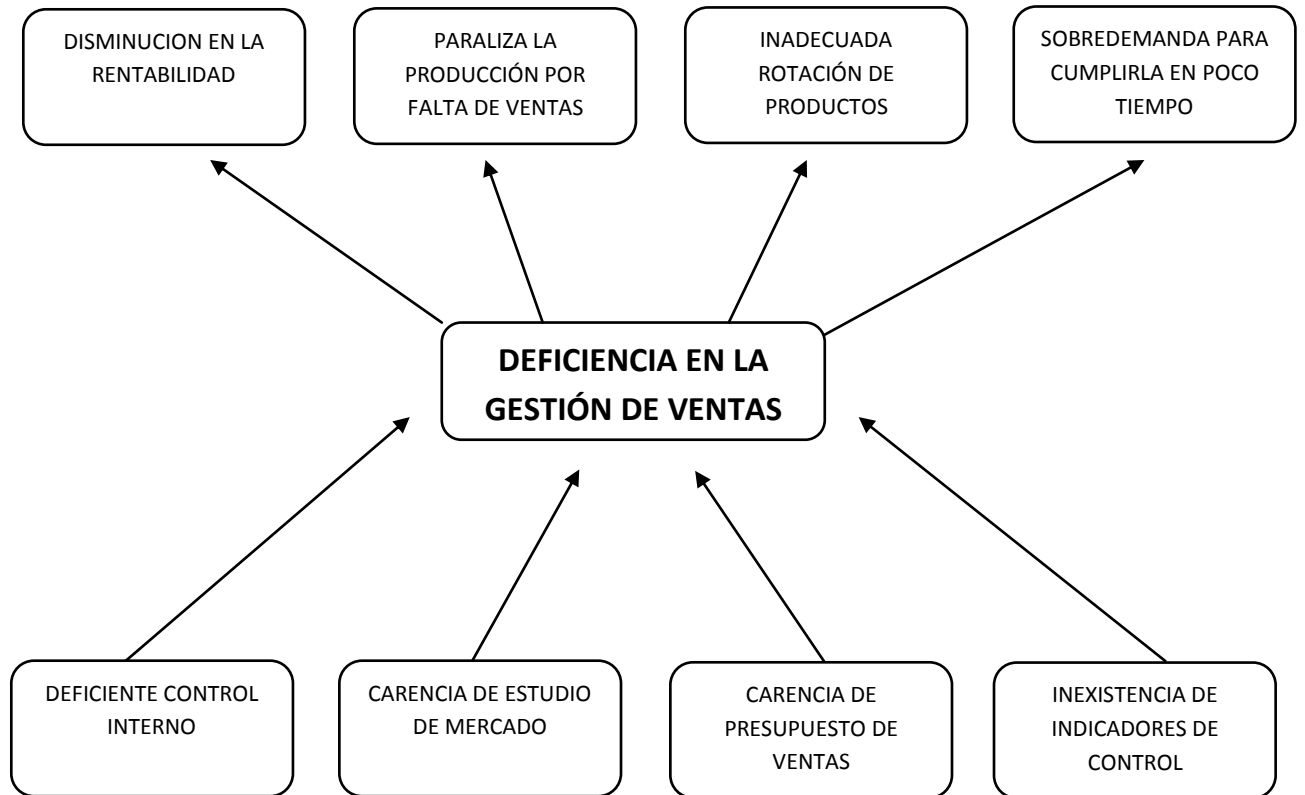 DISMINUCION EN LA
RENTABILIDAD
PARALIZA LA
PRODUCCIÓN POR
FALTA DE VENTAS
INADECUADA
ROTACIÓN DE
PRODUCTOS
SOBREDEMANDA PARA
CUMPLIRLA EN POCO
TIEMPO
DEFICIENCIA EN LA
GESTIÓN DE VENTAS
DEFICIENTE CONTROL
INTERNO
CARENCIA DE ESTUDIO
DE MERCADO
CARENCIA DE
PRESUPUESTO DE
VENTAS
INEXISTENCIA DE
INDICADORES DE
CONTROL